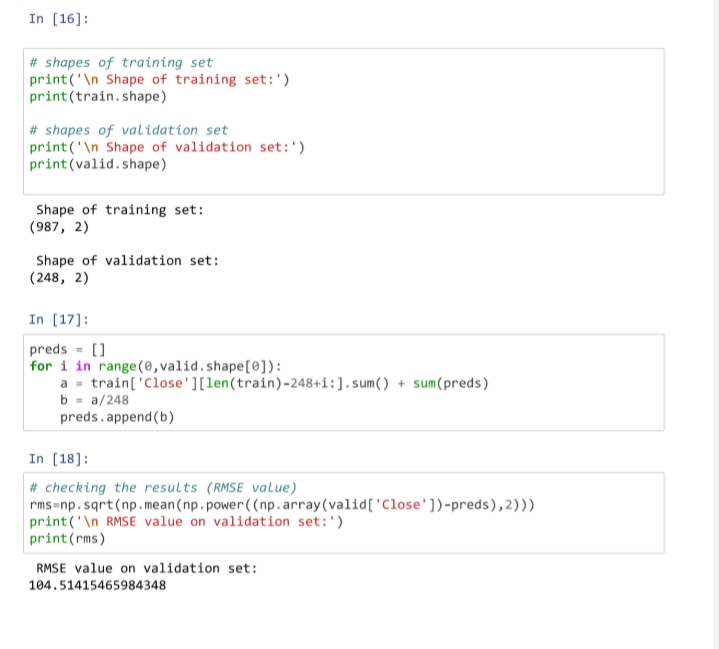 In [16]:
# shapes of training set
print('\n Shape of training set:')
print(train.shape)
# shapes of validation set
print('\n Shape of validation set:')
print(valid.shape)
Shape of training set:
(987, 2)
Shape of validation set:
(248, 2)
In [17]:
preds = []
for i in range(0,valid.shape[0]):
    a = train['Close'][len(train)-248+i:].sum() + sum(preds)
    b = a/248
    preds.append(b)
In [18]:
# checking the results (RMSE value)
rms=np.sqrt(np.mean(np.power((np.array(valid['Close'])-preds),2)))
print('\n RMSE value on validation set:')
print(rms)
RMSE value on validation set:
104.51415465984348